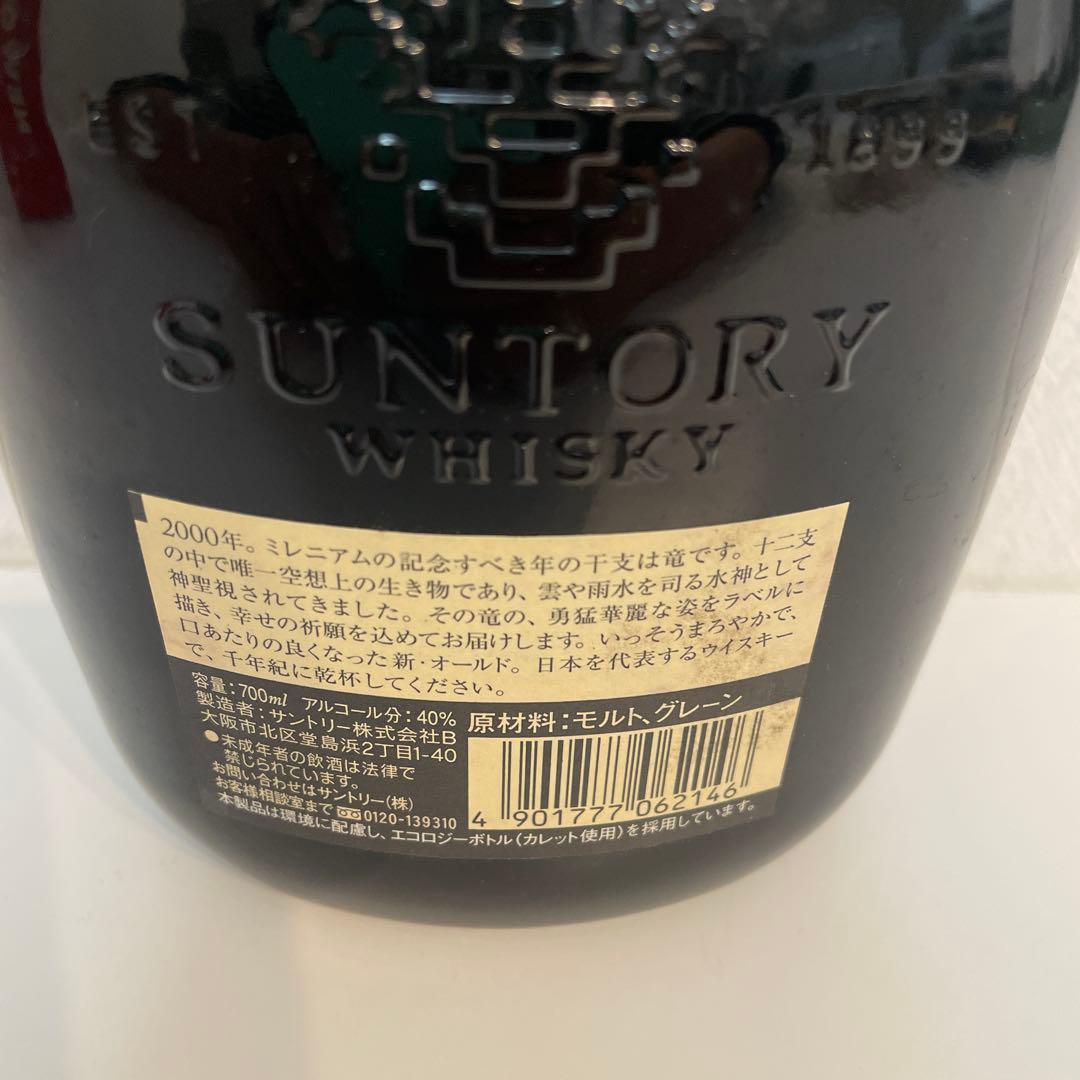 EST 1899
SUNTORY
WHISKY
2000年。ミレニアムの記念すべき年の干支は竜です。十二支
の中で唯一空想上の生き物であり、雲や雨水を司る水神として
神聖視されてきました。その竜の、勇猛華麗な姿をラベルに
描き、幸せの祈願を込めてお届けします。いっそうまろやかで、
口あたりの良くなった新・オールド。日本を代表するウイスキー
で、千年紀に乾杯してください。
容量:700ml アルコール分:40%
製造者:サントリー株式会社B
大阪市北区堂島浜2丁目1-40
原材料:モルト、グレーン
●未成年者の飲酒は法律で
禁じられています。
お問い合わせはサントリー(株)
お客様相談室まで 0120-139310
4 901777 062146
本製品は環境に配慮し、エコロジーボトル(カレット使用)を採用しています。